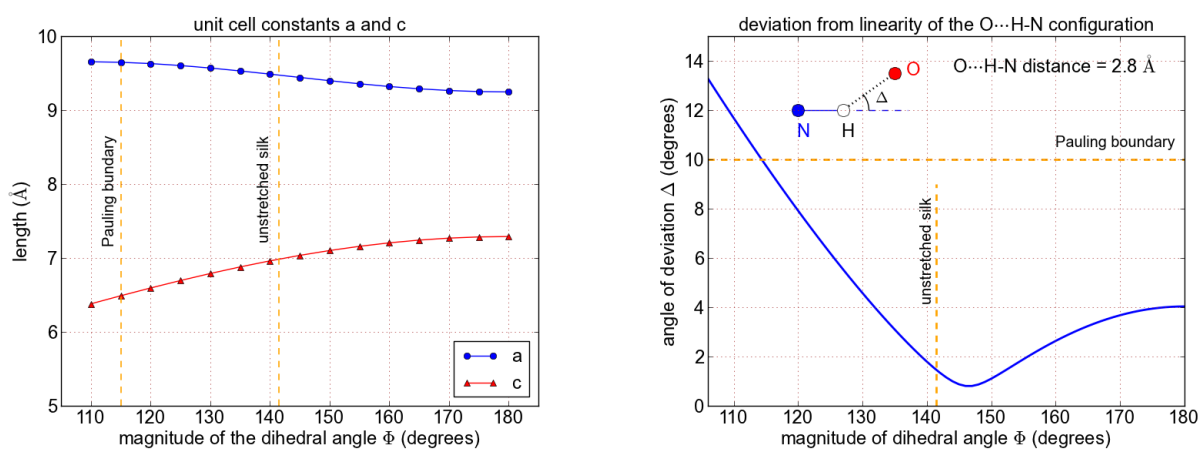 unit cell constants a and c
10
9
8
7
6
5
length (Å)
Pauling bundary
unstretched silk
a
c
110 120 130 140 150 160 170 180
magnitude of the dihedral angle Φ (degrees)
deviation from linearity of the O···H-N configuration
14
12
10
8
6
4
2
0
angle of deviation Δ (degrees)
O···H-N distance = 2.8 Å
O
Δ
N
H
Pauling boundary
unstretched silk
110 120 130 140 150 160 170 180
magnitude of dihedral angle Φ (degrees)